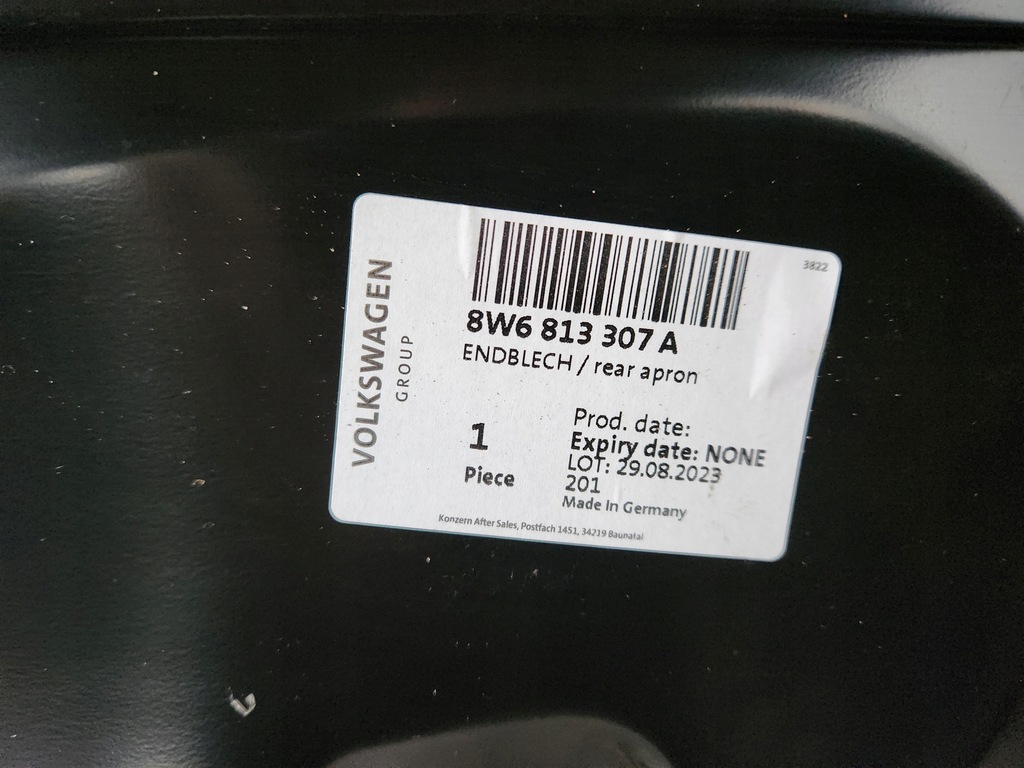 3822
VOLKSWAGEN
GROUP
8W6 813 307 A
ENDBLECH / rear apron
1
Piece
Prod. date:
Expiry date: NONE
LOT: 29.08.2023
201
Made In Germany
Konzern After Sales, Postfach 1451, 34219 Baunatal